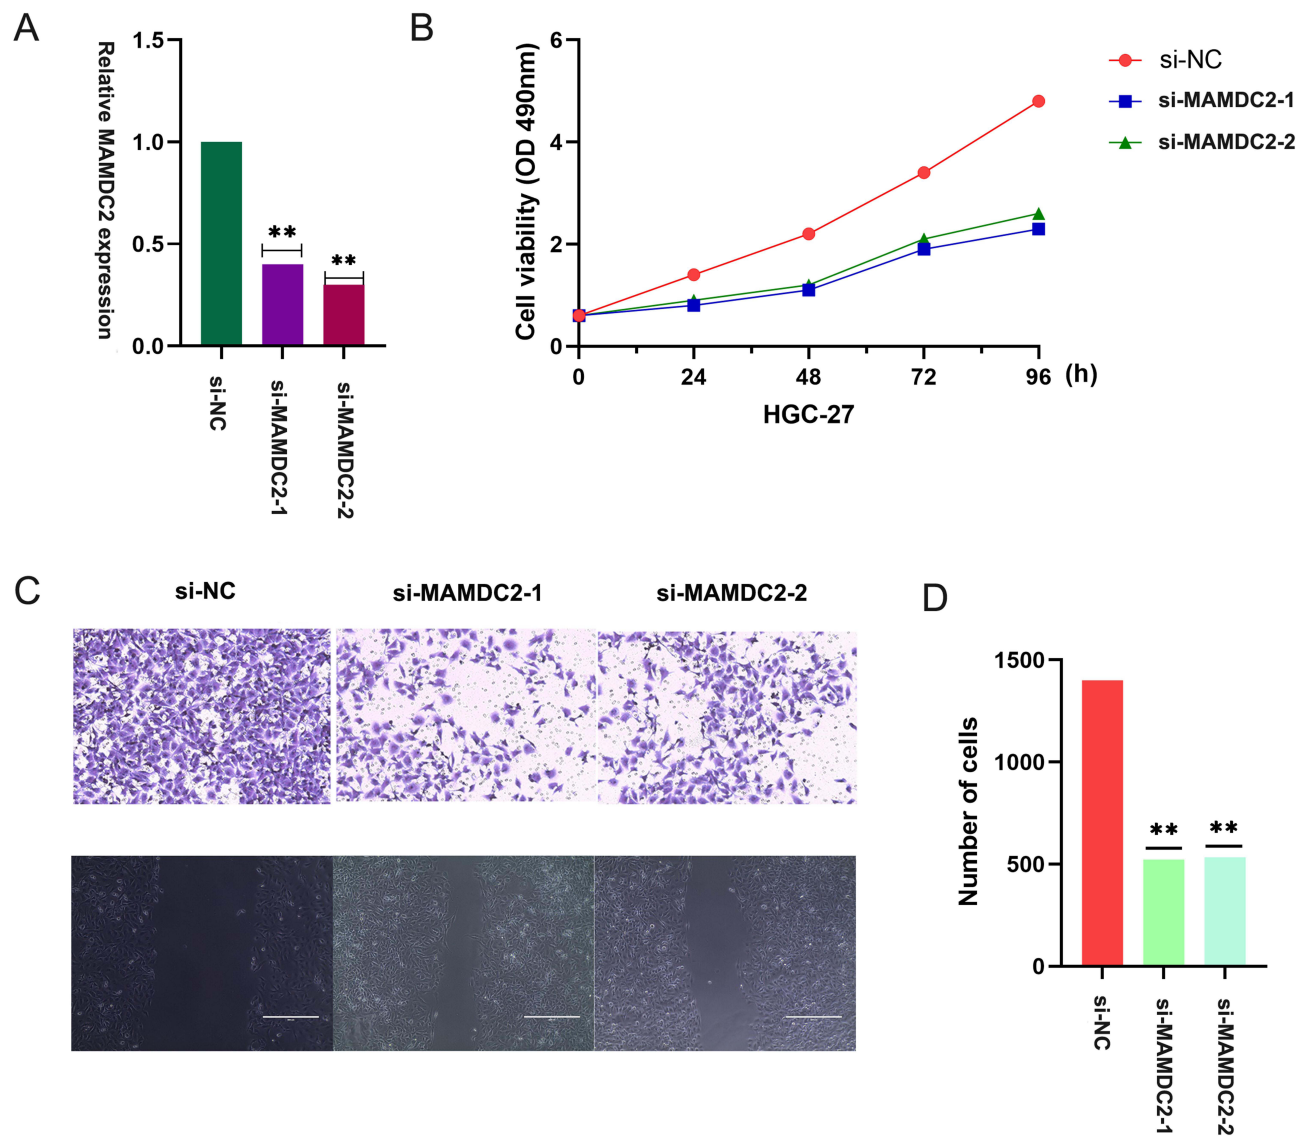 A
Relative MAMDC2 expression
1.5
1.0
0.5
0.0
**
**
si-NC
si-MAMDC2-1
si-MAMDC2-2
B
Cell viability (OD 490nm)
6
4
2
0
0 24 48 72 96 (h)
HGC-27
si-NC
si-MAMDC2-1
si-MAMDC2-2
C
si-NC si-MAMDC2-1 si-MAMDC2-2
D
Number of cells
1500
1000
500
0
**
**
si-NC
si-MAMDC2-1
si-MAMDC2-2